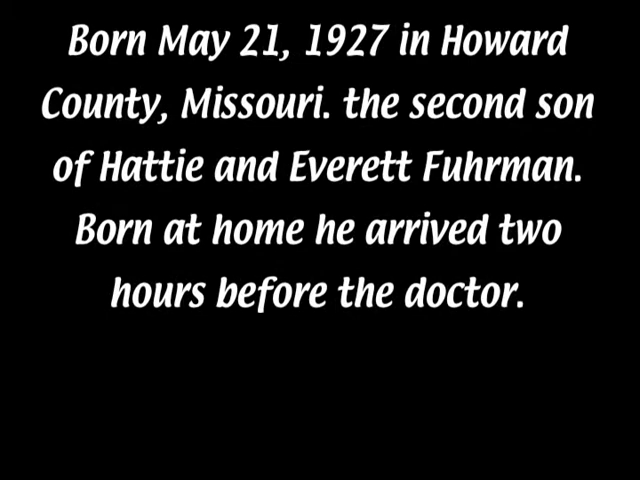 Born May 21, 1927 in Howard
County, Missouri. the second son
of Hattie and Everett Fuhrman.
Born at home he arrived two
hours before the doctor.